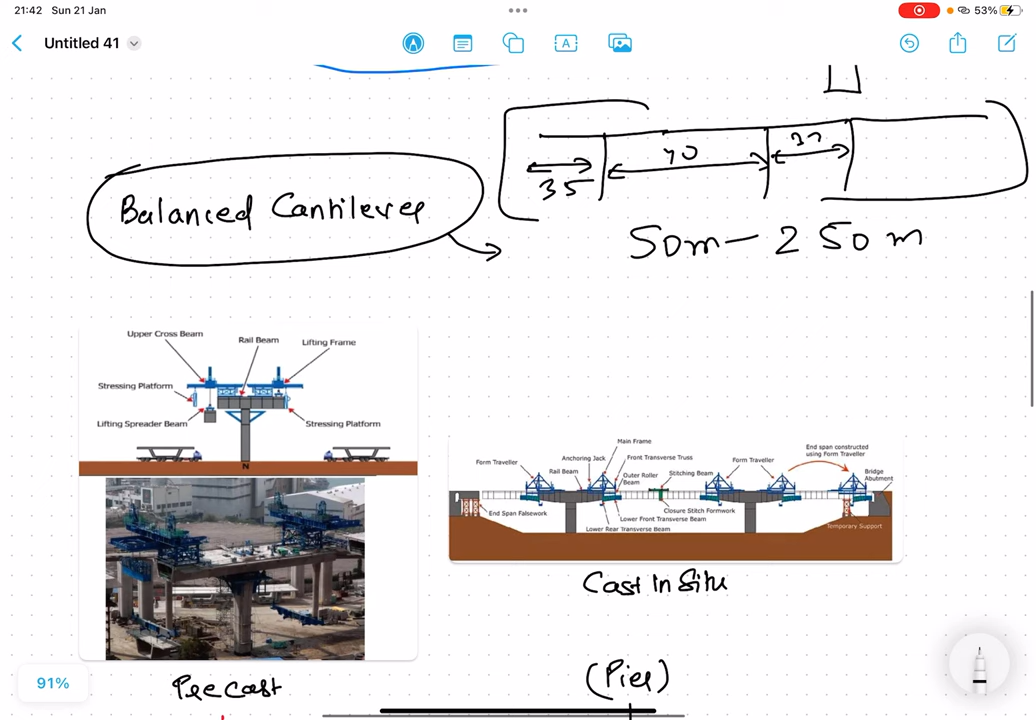 21:42 Sun 21 Jan
53%
Untitled 41
A
35
40
Balanced Cantilever
50m - 250m
Upper Cross Beam
Rail Beam
Lifting Frame
Stressing Platform
Lifting Spreader Beam
Stressing Platform
N
Main Frame
Form Traveller
Anchoring Jack
Front Transverse Truss
Rail Beam
Outer Roller Beam
Stitching Beam
Form Traveller
End span constructed using Form Traveller
Bridge Abutment
End Span Falsework
Closure Stitch Formwork
Lower Front Transverse Beam
Lower Rear Transverse Beam
Temporary Support
Cast In Situ
Precast
(Pier)
91%